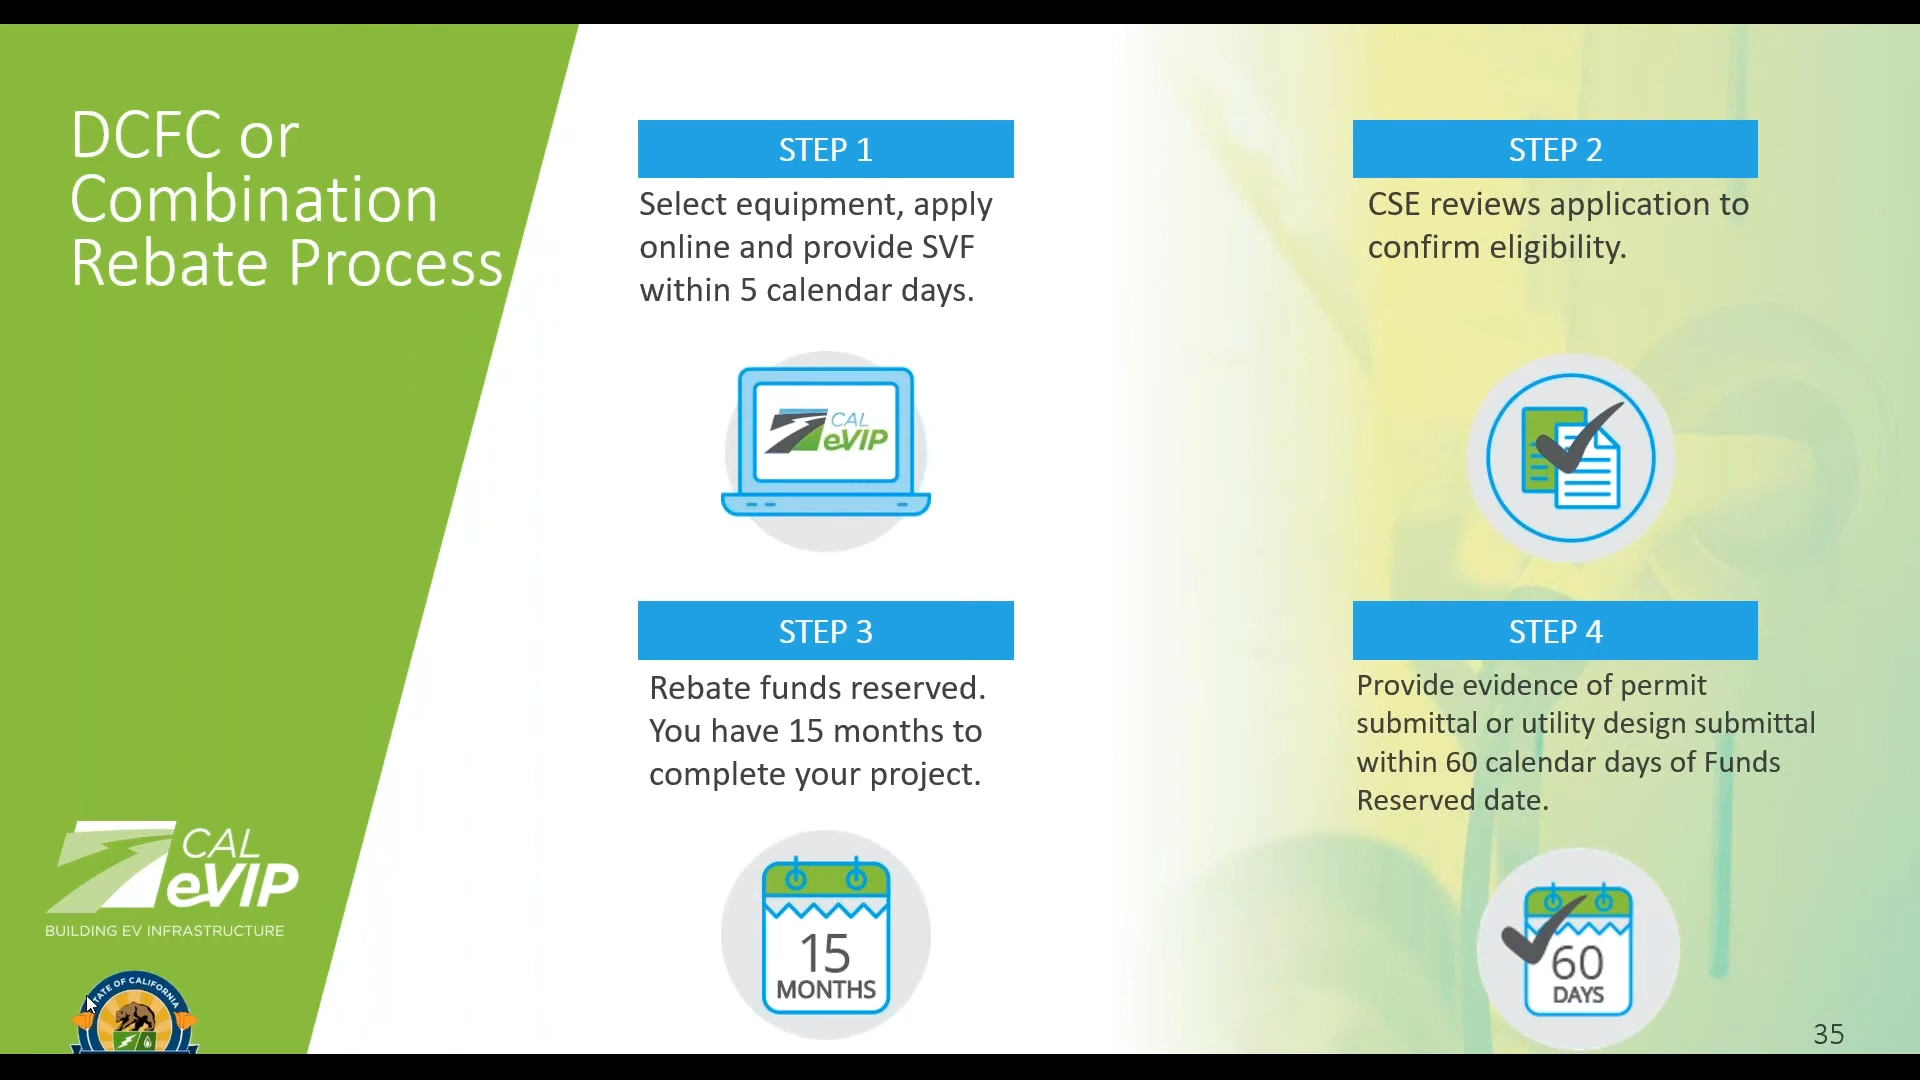 DCFC or
Combination
Rebate Process
STEP 1
Select equipment, apply
online and provide SVF
within 5 calendar days.
CAL
eVIP
STEP 2
CSE reviews application to
confirm eligibility.
STEP 3
Rebate funds reserved.
You have 15 months to
complete your project.
15
MONTHS
STEP 4
Provide evidence of permit
submittal or utility design submittal
within 60 calendar days of Funds
Reserved date.
60
DAYS
CAL
eVIP
BUILDING EV INFRASTRUCTURE
STATE OF CALIFORNIA
35